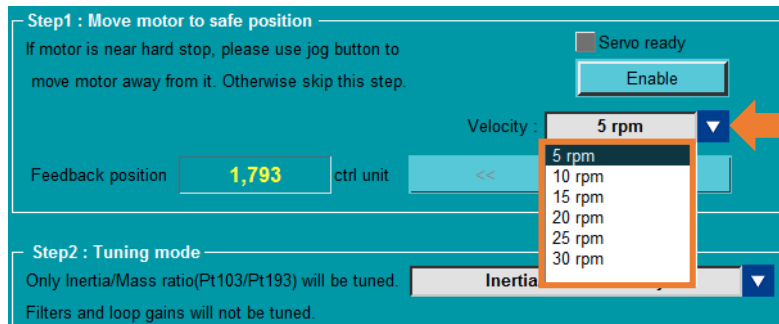 Step1 : Move motor to safe position
If motor is near hard stop, please use jog button to
move motor away from it. Otherwise skip this step.
Servo ready
Enable
Velocity : 5 rpm
5 rpm
10 rpm
15 rpm
20 rpm
25 rpm
30 rpm
Feedback position 1,793 ctrl unit <<
Step2 : Tuning mode
Only Inertia/Mass ratio(Pt103/Pt193) will be tuned. Inertia
Filters and loop gains will not be tuned.